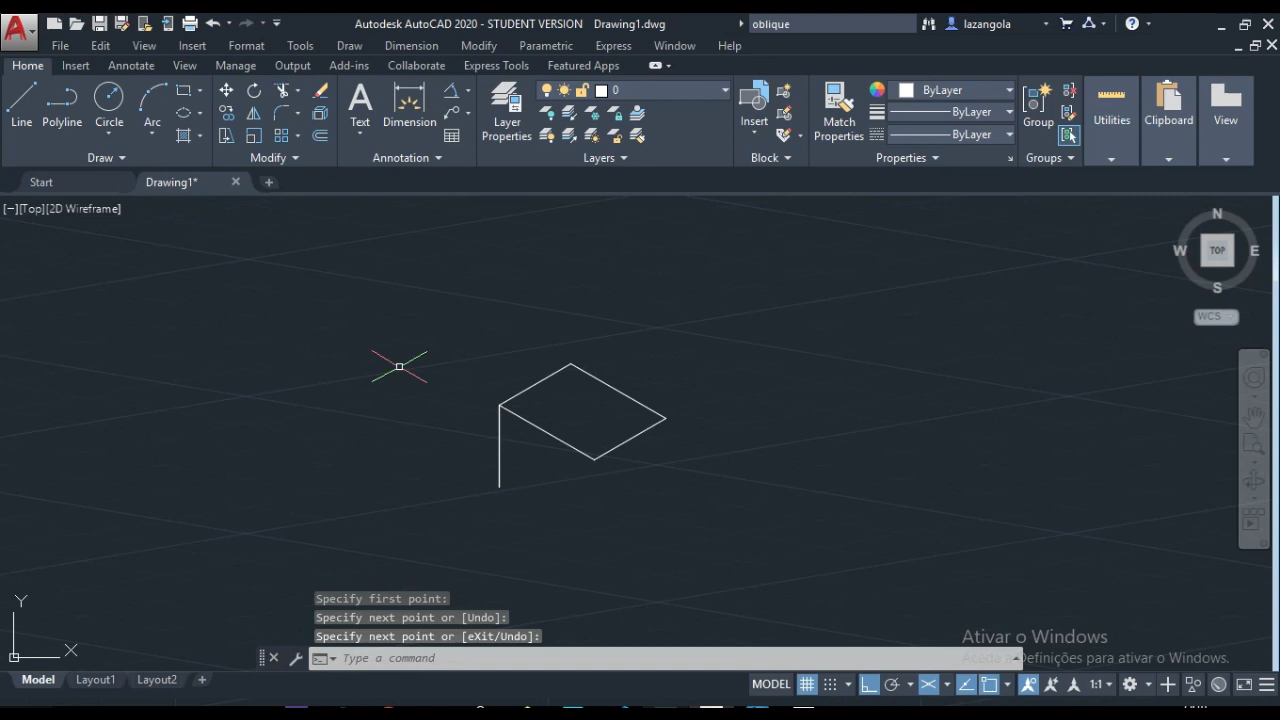 Autodesk AutoCAD 2020 - STUDENT VERSION Drawing1.dwg oblique lazangola
File Edit View Insert Format Tools Draw Dimension Modify Parametric Express Window Help
Home Insert Annotate View Manage Output Add-ins Collaborate Express Tools Featured Apps
Line Polyline Circle Arc
Text Dimension
Layer
Properties
0
Insert
Match
Properties
ByLayer
ByLayer
ByLayer
Group
Utilities Clipboard View
Draw Modify Annotation Layers Block Properties Groups
Start Drawing1*
[−][Top][2D Wireframe]
N
W TOP E
S
WCS
Y
X
Specify first point:
Specify next point or [Undo]:
Specify next point or [eXit/Undo]:
Type a command
Ativar o Windows
Aceda a Definições para ativar o Windows.
Model Layout1 Layout2
MODEL 1:1